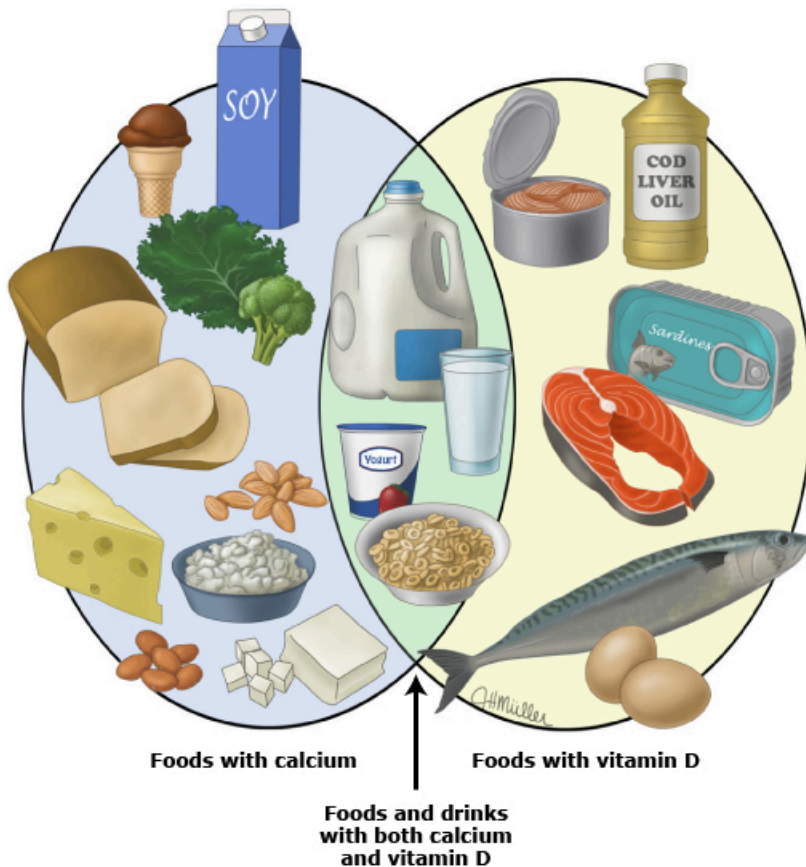 SOY
COD
LIVER
OIL
Sardines
Yogurt
JHMüller
Foods with calcium
Foods with vitamin D
Foods and drinks
with both calcium
and vitamin D